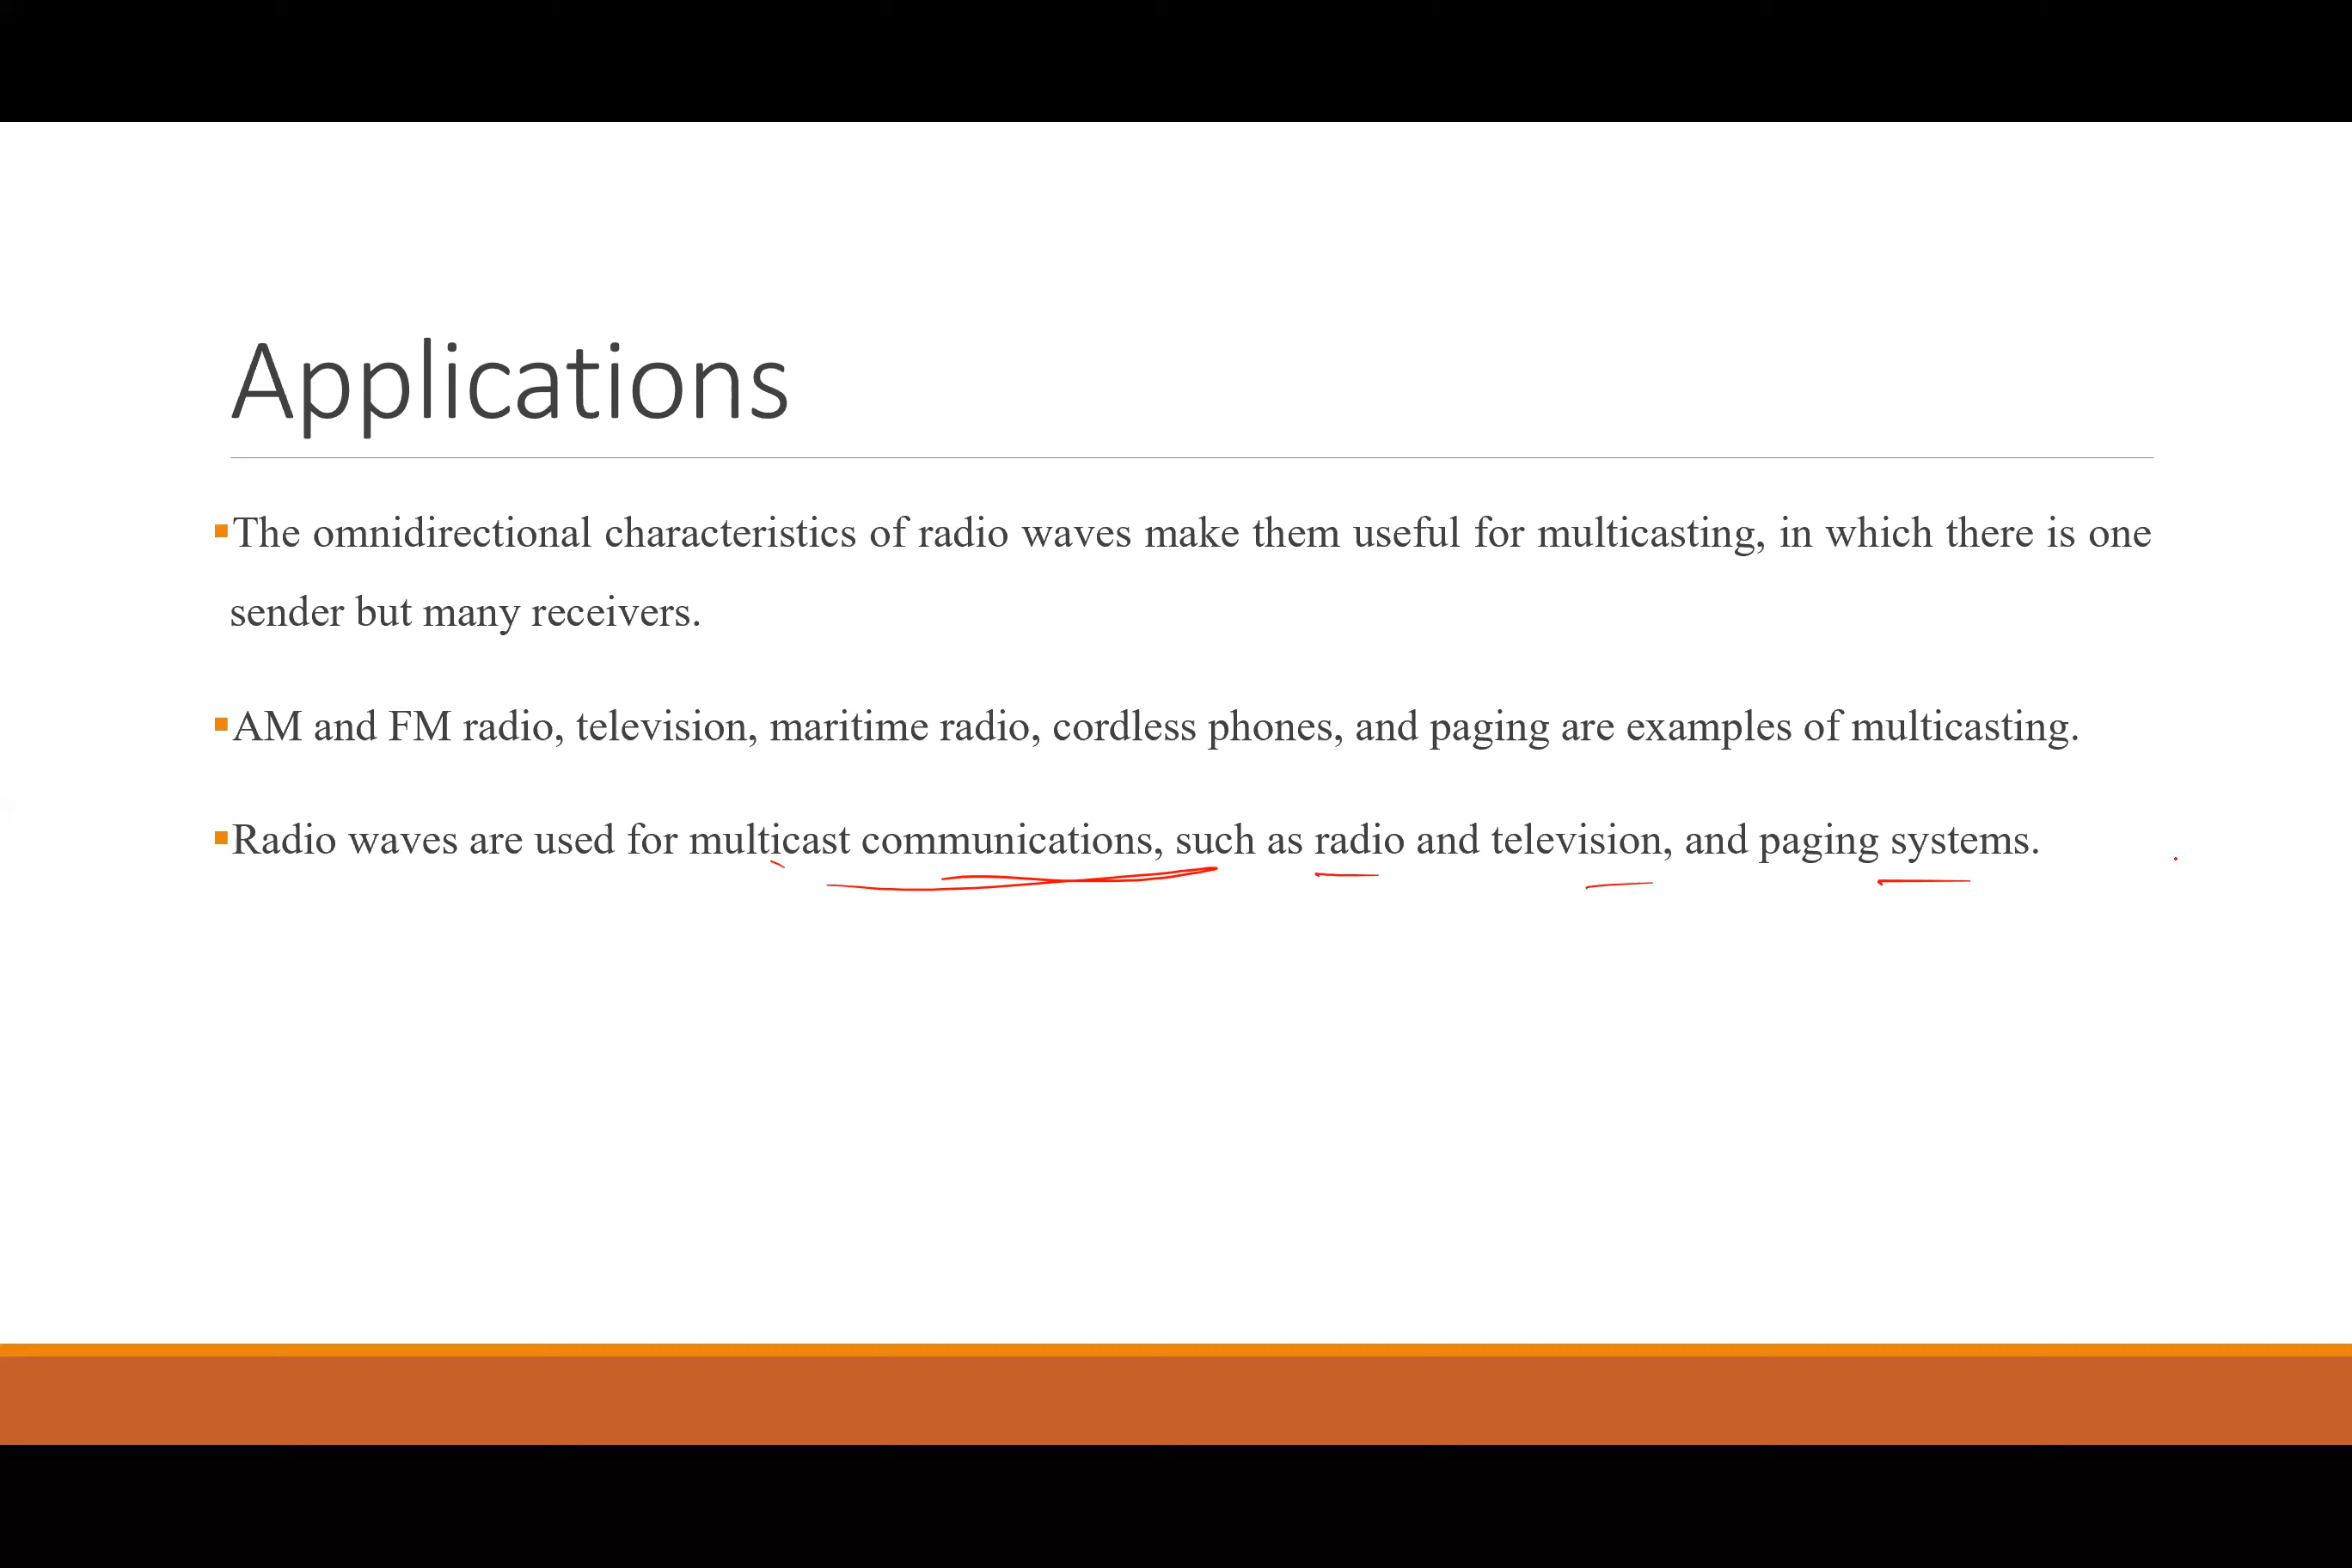 Applications
The omnidirectional characteristics of radio waves make them useful for multicasting, in which there is one
sender but many receivers.
AM and FM radio, television, maritime radio, cordless phones, and paging are examples of multicasting.
Radio waves are used for multicast communications, such as radio and television, and paging systems.